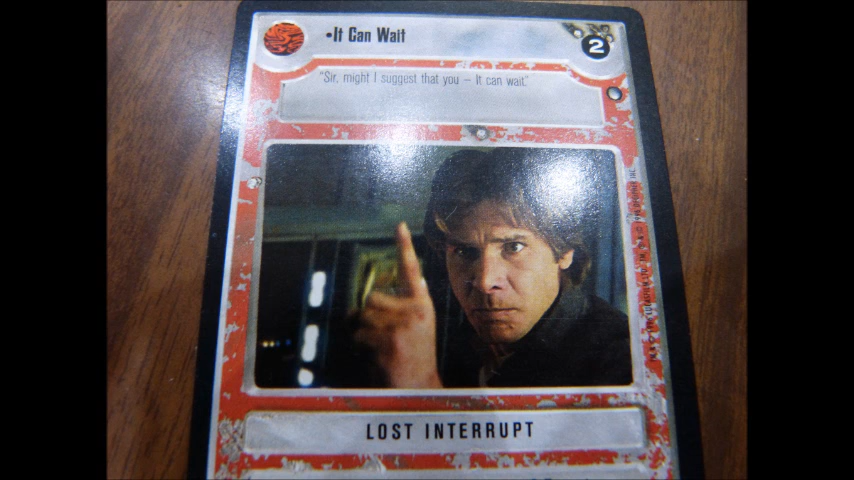 •It Can Wait
2
"Sir, might I suggest that you – It can wait."
LOST INTERRUPT